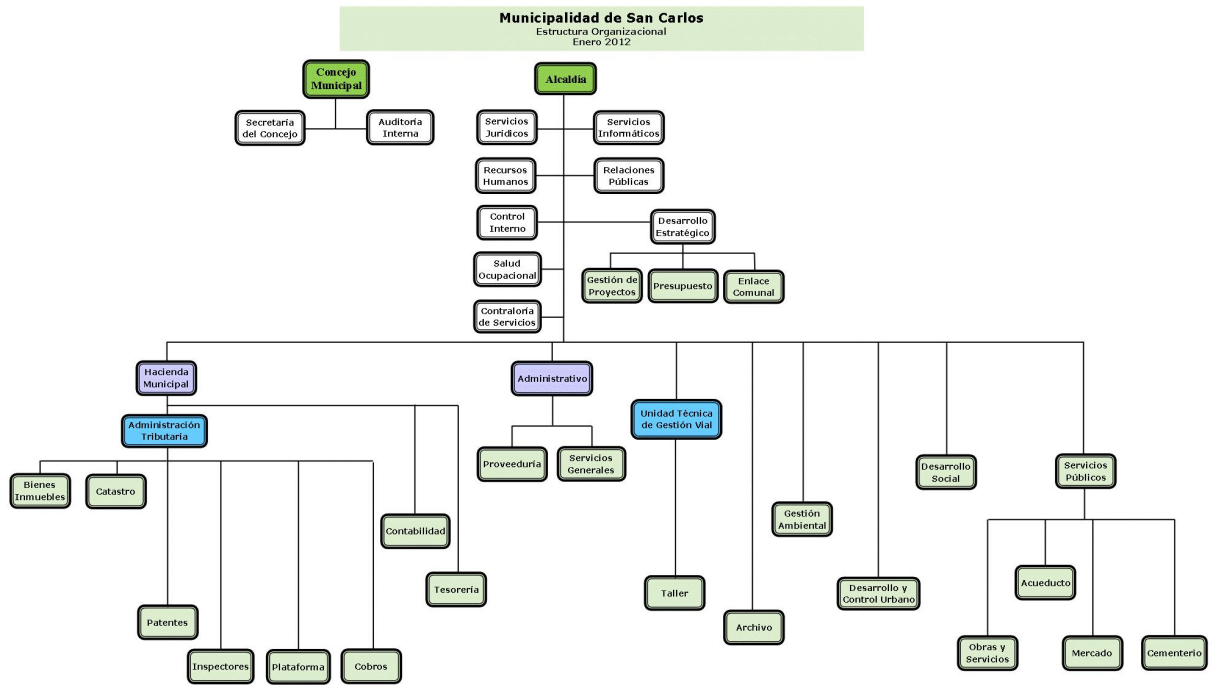 Municipalidad de San Carlos
Estructura Organizacional
Enero 2012
Concejo
Municipal
Alcaldía
Secretaría
del Concejo
Auditoría
Interna
Servicios
Jurídicos
Servicios
Informáticos
Recursos
Humanos
Relaciones
Públicas
Control
Interno
Desarrollo
Estratégico
Salud
Ocupacional
Gestión de
Proyectos
Presupuesto
Enlace
Comunal
Contraloría
de Servicios
Hacienda
Municipal
Administrativo
Unidad Técnica
de Gestión Vial
Administración
Tributaria
Proveeduría
Servicios
Generales
Desarrollo
Social
Servicios
Públicos
Bienes
Inmuebles
Catastro
Contabilidad
Gestión
Ambiental
Tesorería
Taller
Desarrollo y
Control Urbano
Acueducto
Patentes
Archivo
Inspectores
Plataforma
Cobros
Obras y
Servicios
Mercado
Cementerio